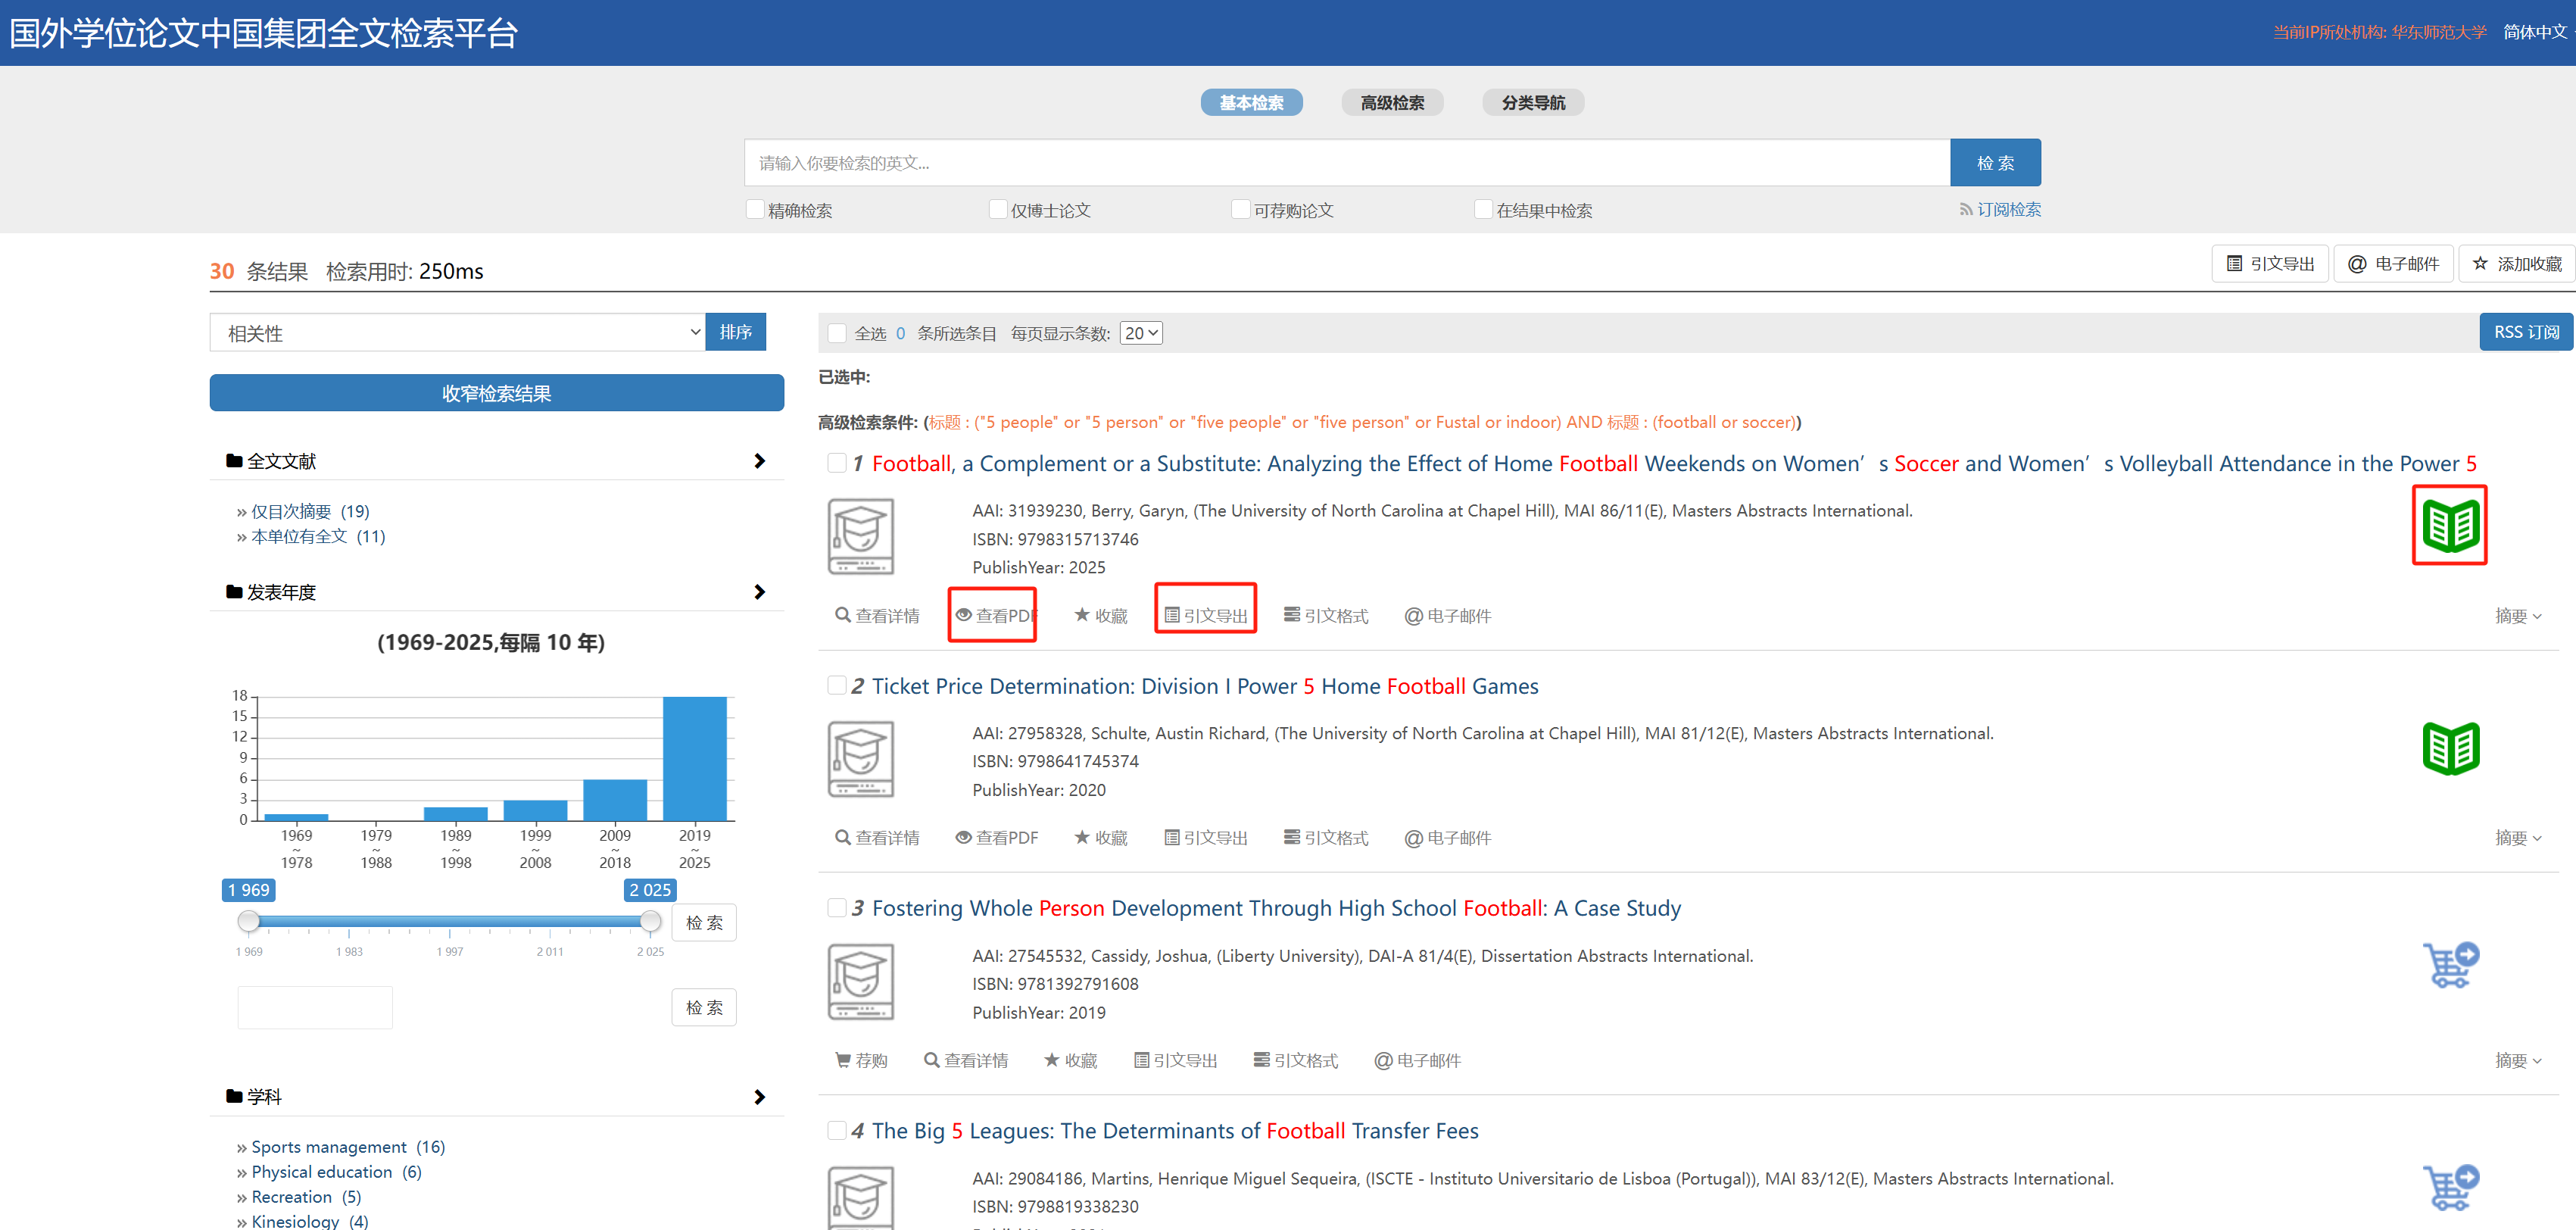 国外学位论文中国集团全文检索平台
当前IP所处机构: 华东师范大学 简体中文
基本检索 高级检索 分类导航
请输入你要检索的英文... 检 索
精确检索 仅博士论文 可荐购论文 在结果中检索 订阅检索
30 条结果 检索用时: 250ms
引文导出 @ 电子邮件 添加收藏
相关性 排序
收窄检索结果
全文文献
» 仅目次摘要 (19)
» 本单位有全文 (11)
发表年度
(1969-2025,每隔 10 年)
18
15
12
9
6
3
0
1969 ~ 1978
1979 ~ 1988
1989 ~ 1998
1999 ~ 2008
2009 ~ 2018
2019 ~ 2025
1 969 2 025
检 索
1 969 1 983 1 997 2 011 2 025
检 索
学科
» Sports management (16)
» Physical education (6)
» Recreation (5)
» Kinesiology (4)
全选 0 条所选条目 每页显示条数: 20
RSS 订阅
已选中:
高级检索条件: (标题 : ("5 people" or "5 person" or "five people" or "five person" or Fustal or indoor) AND 标题 : (football or soccer))
1 Football, a Complement or a Substitute: Analyzing the Effect of Home Football Weekends on Women’s Soccer and Women’s Volleyball Attendance in the Power 5
AAI: 31939230, Berry, Garyn, (The University of North Carolina at Chapel Hill), MAI 86/11(E), Masters Abstracts International.
ISBN: 9798315713746
PublishYear: 2025
查看详情 查看PDF 收藏 引文导出 引文格式 @ 电子邮件 摘要
2 Ticket Price Determination: Division I Power 5 Home Football Games
AAI: 27958328, Schulte, Austin Richard, (The University of North Carolina at Chapel Hill), MAI 81/12(E), Masters Abstracts International.
ISBN: 9798641745374
PublishYear: 2020
查看详情 查看PDF 收藏 引文导出 引文格式 @ 电子邮件 摘要
3 Fostering Whole Person Development Through High School Football: A Case Study
AAI: 27545532, Cassidy, Joshua, (Liberty University), DAI-A 81/4(E), Dissertation Abstracts International.
ISBN: 9781392791608
PublishYear: 2019
荐购 查看详情 收藏 引文导出 引文格式 @ 电子邮件 摘要
4 The Big 5 Leagues: The Determinants of Football Transfer Fees
AAI: 29084186, Martins, Henrique Miguel Sequeira, (ISCTE - Instituto Universitario de Lisboa (Portugal)), MAI 83/12(E), Masters Abstracts International.
ISBN: 9798819338230